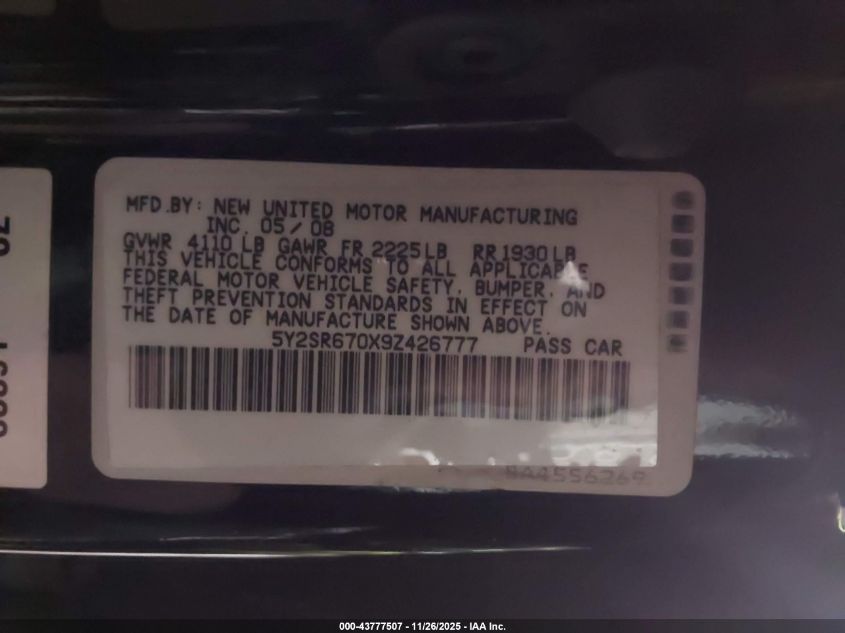 MFD.BY: NEW UNITED MOTOR MANUFACTURING
INC. 05/08
GVWR 4110 LB GAWR FR 2225LB RR 1930 LB
THIS VEHICLE CONFORMS TO ALL APPLICABLE
FEDERAL MOTOR VEHICLE SAFETY, BUMPER, AND
THEFT PREVENTION STANDARDS IN EFFECT ON
THE DATE OF MANUFACTURE SHOWN ABOVE.
5Y2SR670X9Z426777 PASS CAR
000-43777507 - 11/26/2025 - IAA Inc.